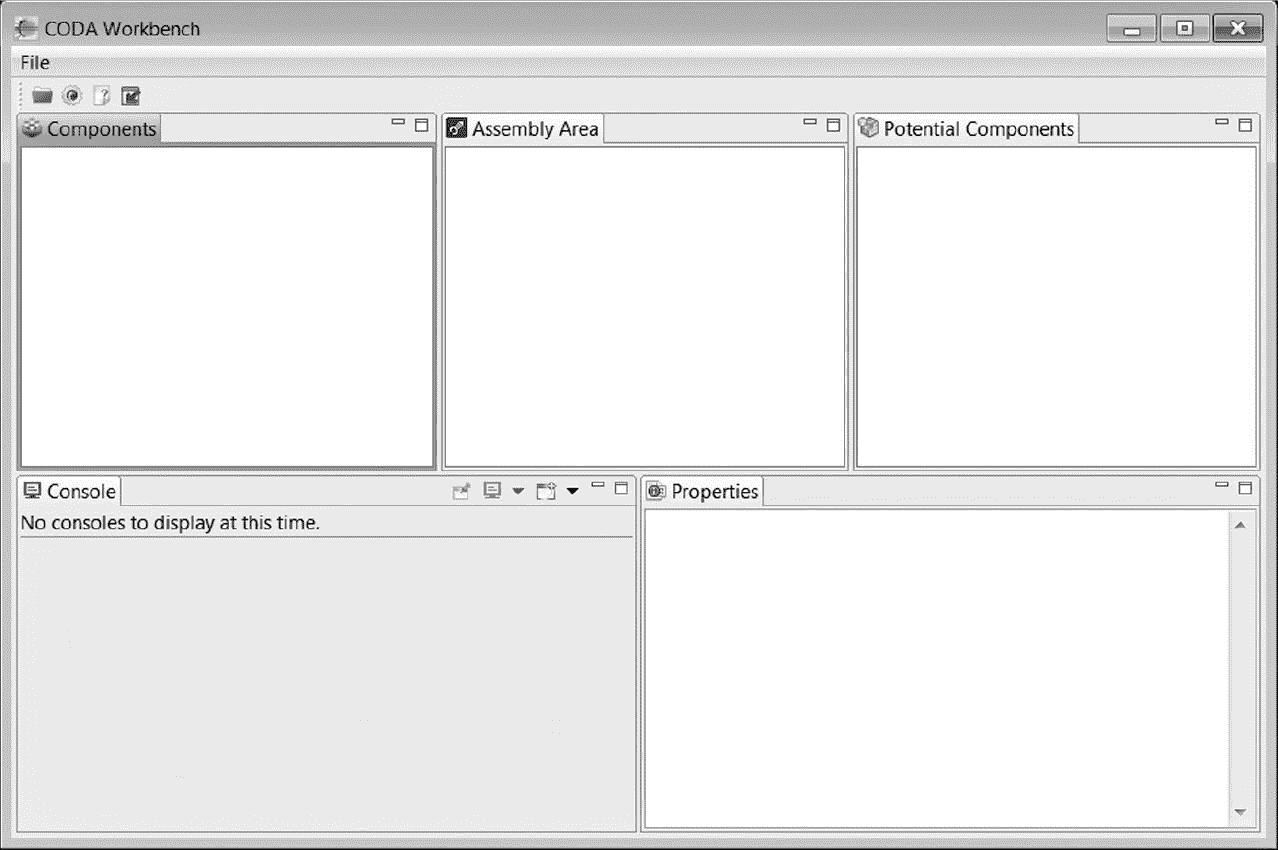 CODA Workbench
File
Components
Assembly Area
Potential Components
Console
Properties
No consoles to display at this time.